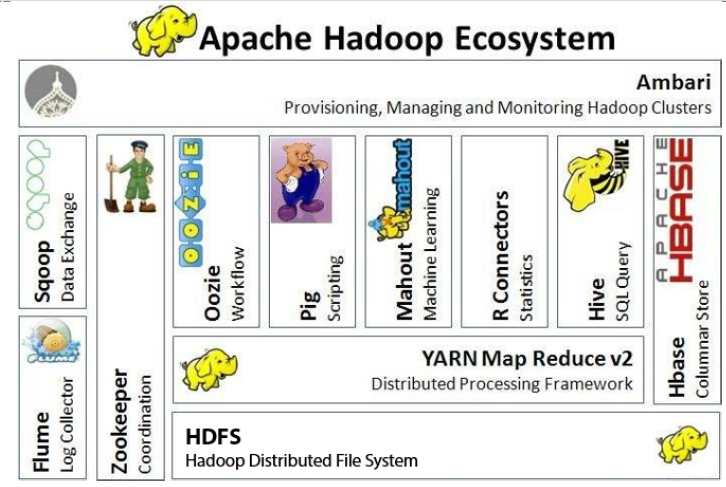 Apache Hadoop Ecosystem
Ambari
Provisioning, Managing and Monitoring Hadoop Clusters
sqoop
Sqoop
Data Exchange
FLUME
Flume
Log Collector
Zookeeper
Coordination
OOZIE
Oozie
Workflow
Pig
Scripting
mahout
Mahout
Machine Learning
R Connectors
Statistics
HIVE
Hive
SQL Query
APACHE
HBASE
Hbase
Columnar Store
YARN Map Reduce v2
Distributed Processing Framework
HDFS
Hadoop Distributed File System